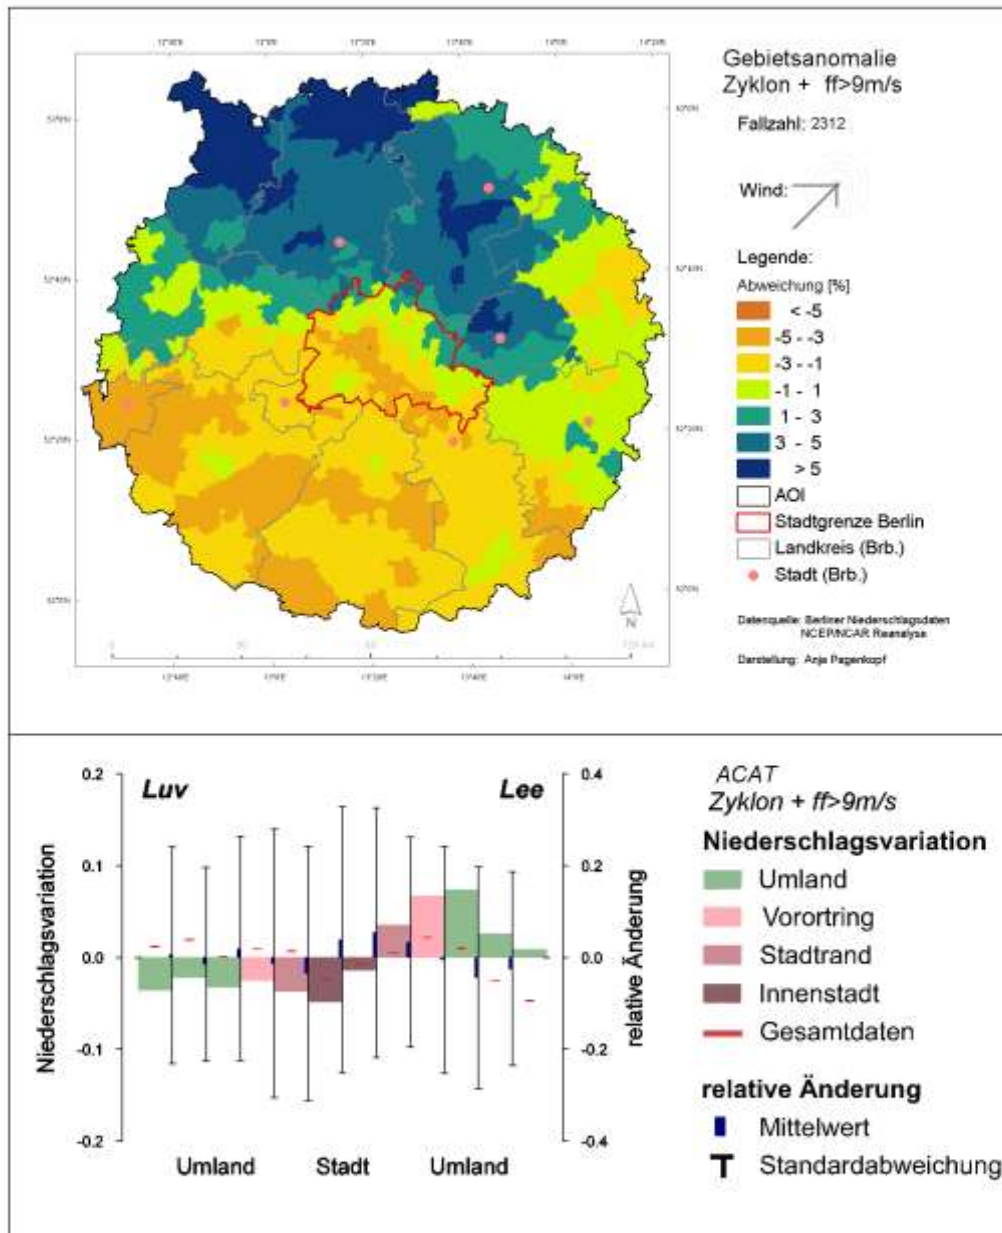 Gebietsanomalie
Zyklon + ff>9m/s
Fallzahl: 2312
Wind:
Legende:
Abweichung [%]
< -5
-5 - -3
-3 - -1
-1 - 1
1 - 3
3 - 5
> 5
AOI
Stadtgrenze Berlin
Landkreis (Brb.)
Stadt (Brb.)
N
Datenquelle: Berliner Niederschlagsdaten
NCEP/NCAR Reanalyse
Darstellung: Anja Pagenkopf
0.2
0.1
0.0
-0.1
-0.2
Niederschlagsvariation
Luv
Lee
0.4
0.2
0.0
-0.2
-0.4
relative Änderung
Umland
Stadt
Umland
ACAT
Zyklon + ff>9m/s
Niederschlagsvariation
Umland
Vorortring
Stadtrand
Innenstadt
Gesamtdaten
relative Änderung
Mittelwert
Standardabweichung